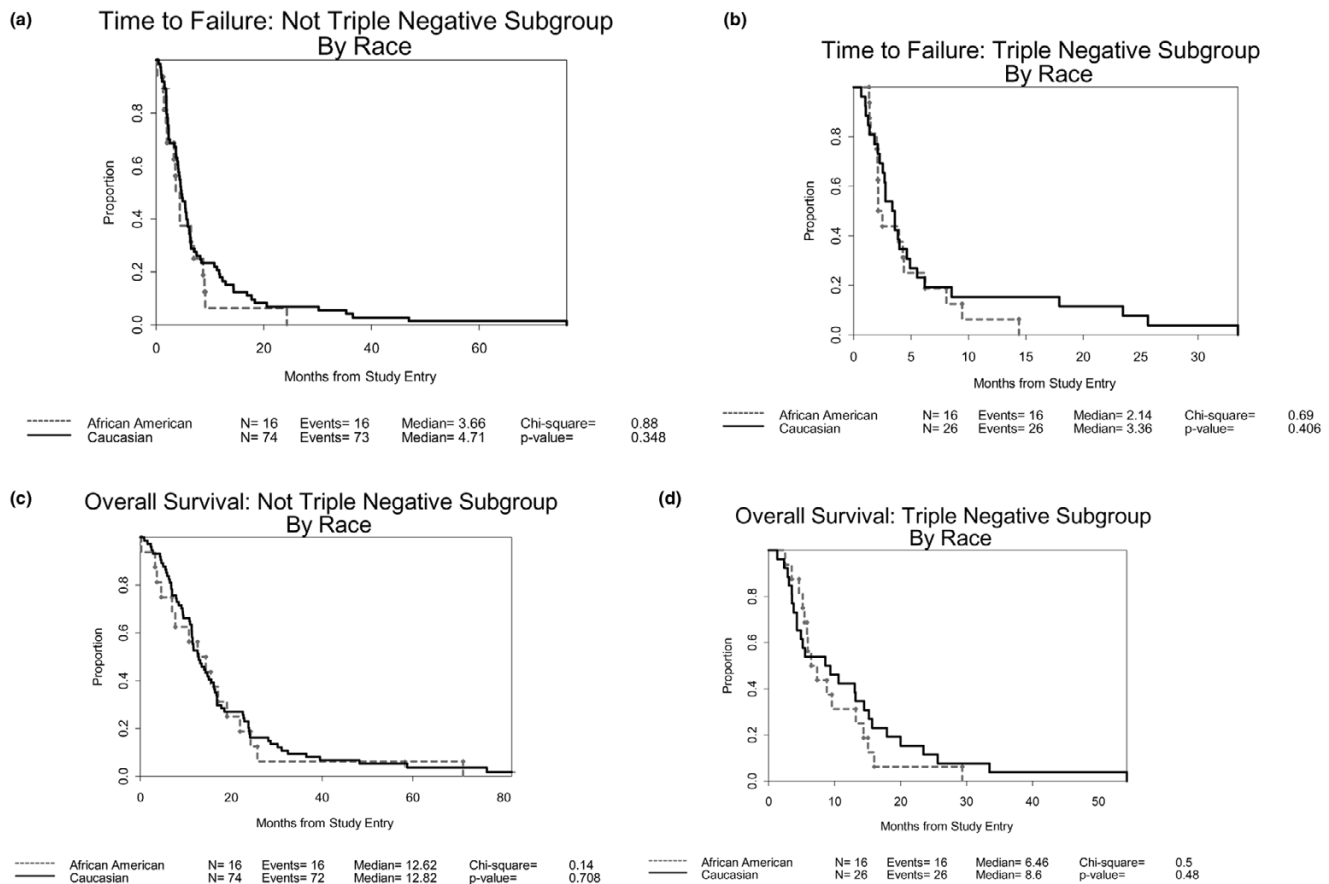 (a)
Time to Failure: Not Triple Negative Subgroup
By Race
Proportion
0.8
0.6
0.4
0.2
0.0
0 20 40 60
Months from Study Entry
African American N= 16 Events= 16 Median= 3.66 Chi-square= 0.88
Caucasian N= 74 Events= 73 Median= 4.71 p-value= 0.348
(b)
Time to Failure: Triple Negative Subgroup
By Race
Proportion
0.8
0.6
0.4
0.2
0.0
0 5 10 15 20 25 30
Months from Study Entry
African American N= 16 Events= 16 Median= 2.14 Chi-square= 0.69
Caucasian N= 26 Events= 26 Median= 3.36 p-value= 0.406
(c)
Overall Survival: Not Triple Negative Subgroup
By Race
Proportion
0.8
0.6
0.4
0.2
0.0
0 20 40 60 80
Months from Study Entry
African American N= 16 Events= 16 Median= 12.62 Chi-square= 0.14
Caucasian N= 74 Events= 72 Median= 12.82 p-value= 0.708
(d)
Overall Survival: Triple Negative Subgroup
By Race
Proportion
0.8
0.6
0.4
0.2
0.0
0 10 20 30 40 50
Months from Study Entry
African American N= 16 Events= 16 Median= 6.46 Chi-square= 0.5
Caucasian N= 26 Events= 26 Median= 8.6 p-value= 0.48